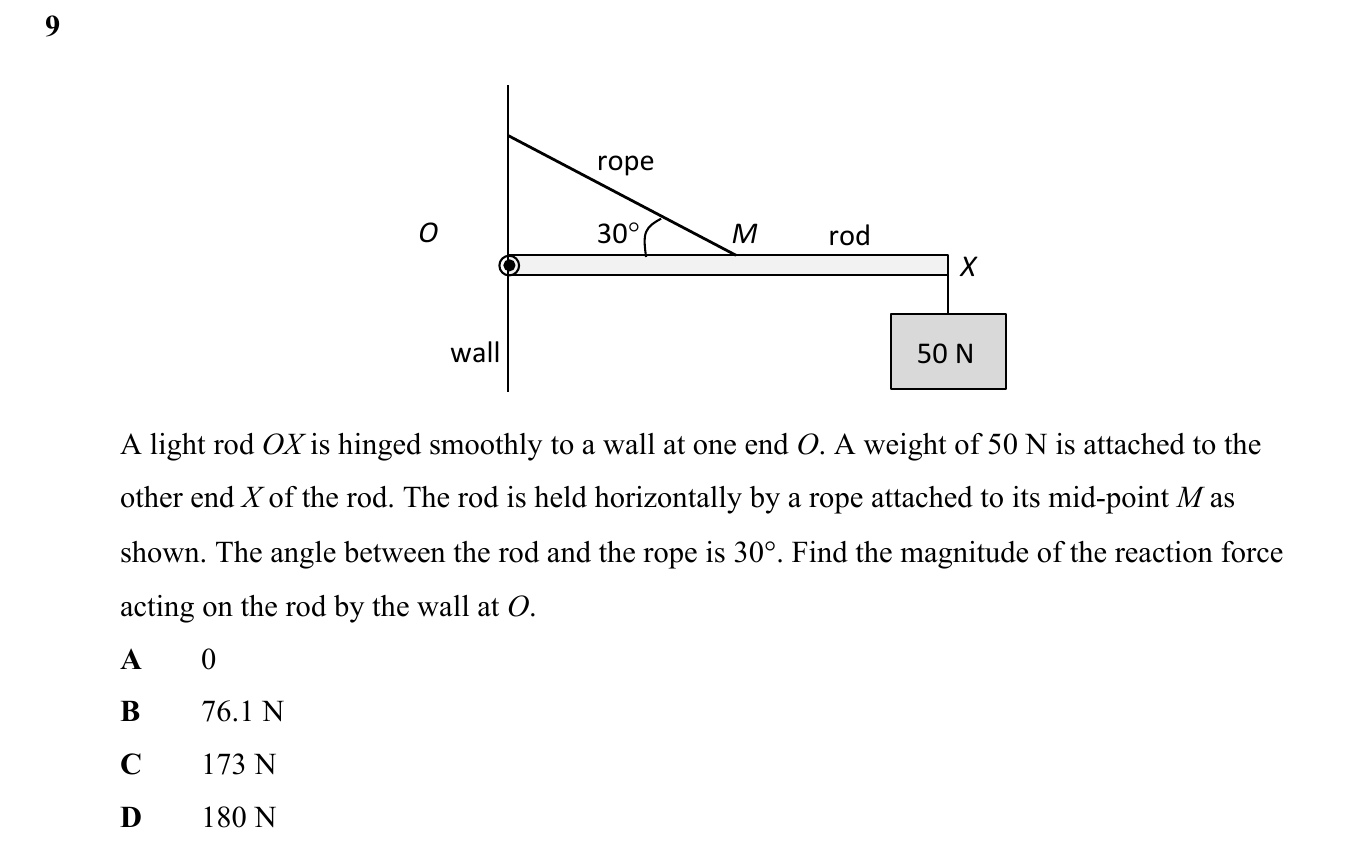 9
rope
O
30°
M
rod
X
wall
50 N
A light rod OX is hinged smoothly to a wall at one end O. A weight of 50 N is attached to the
other end X of the rod. The rod is held horizontally by a rope attached to its mid-point M as
shown. The angle between the rod and the rope is 30°. Find the magnitude of the reaction force
acting on the rod by the wall at O.
A 0
B 76.1 N
C 173 N
D 180 N